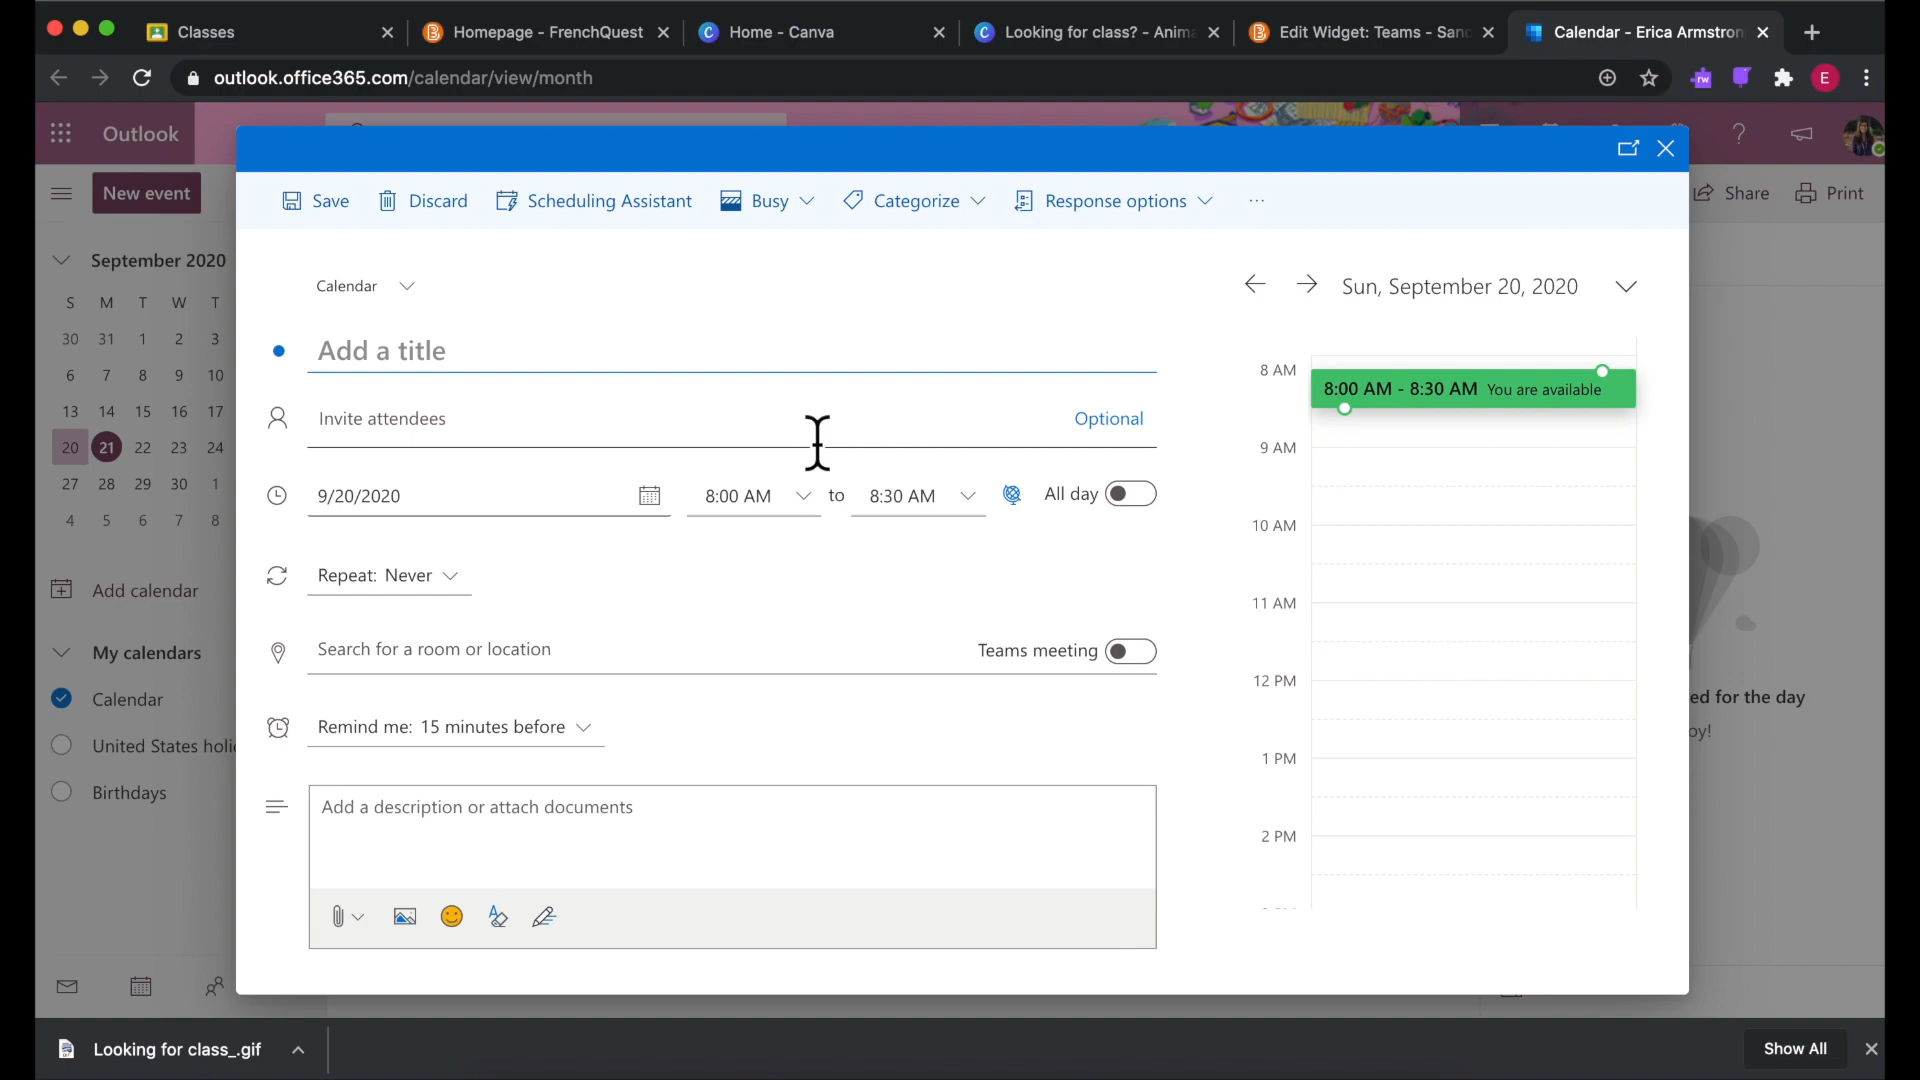 Classes
Homepage - FrenchQuest
Home - Canva
Looking for class? - Anima
Edit Widget: Teams - Sand
Calendar - Erica Armstron
outlook.office365.com/calendar/view/month
rw
E
Outlook
?
New event
Share
Print
Save
Discard
Scheduling Assistant
Busy
Categorize
Response options
...
September 2020
S M T W T
30 31 1 2 3
6 7 8 9 10
13 14 15 16 17
20 21 22 23 24
27 28 29 30 1
4 5 6 7 8
Add calendar
My calendars
Calendar
United States holi
Birthdays
Calendar
Add a title
Invite attendees
Optional
9/20/2020
8:00 AM to 8:30 AM
All day
Repeat: Never
Search for a room or location
Teams meeting
Remind me: 15 minutes before
Add a description or attach documents
Sun, September 20, 2020
8 AM
8:00 AM - 8:30 AM You are available
9 AM
10 AM
11 AM
12 PM
1 PM
2 PM
ed for the day
oy!
Looking for class_.gif
Show All